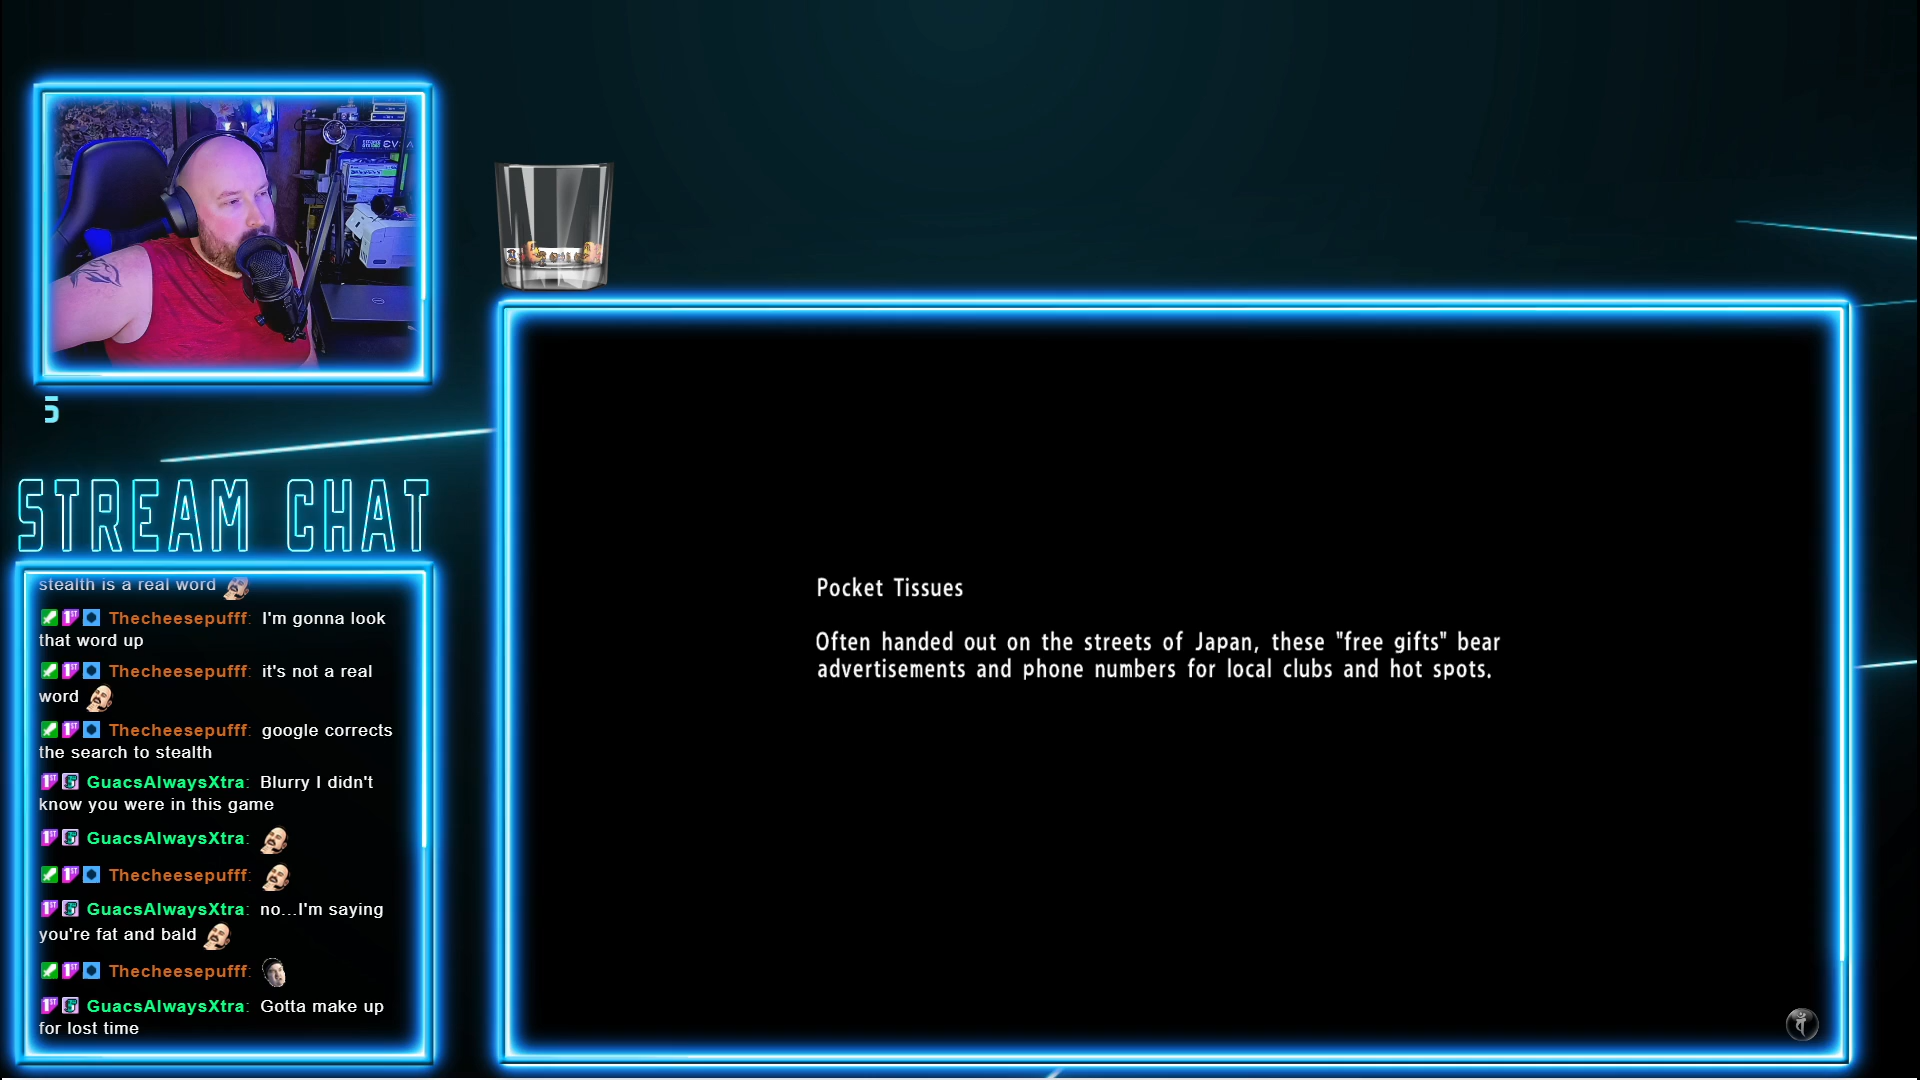 EVGA
5
STREAM CHAT
stealth is a real word
Thecheesepufff: I'm gonna look
that word up
Thecheesepufff: it's not a real
word
Thecheesepufff: google corrects
the search to stealth
GuacsAlwaysXtra: Blurry I didn't
know you were in this game
GuacsAlwaysXtra:
Thecheesepufff:
GuacsAlwaysXtra: no...I'm saying
you're fat and bald
Thecheesepufff:
GuacsAlwaysXtra: Gotta make up
for lost time
Pocket Tissues
Often handed out on the streets of Japan, these "free gifts" bear
advertisements and phone numbers for local clubs and hot spots.